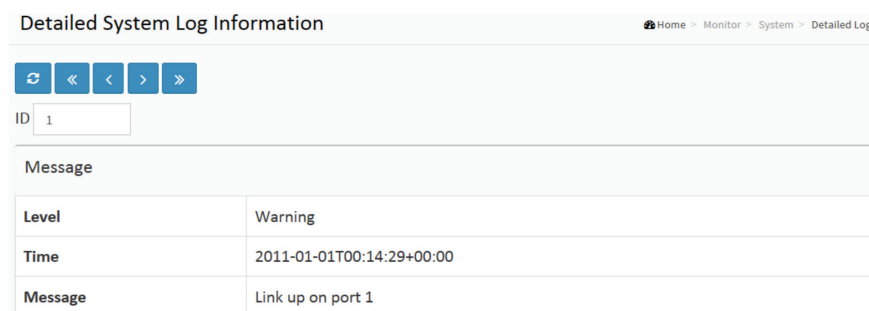 Detailed System Log Information
Home > Monitor > System > Detailed Log
ID 1
Message
Level Warning
Time 2011-01-01T00:14:29+00:00
Message Link up on port 1